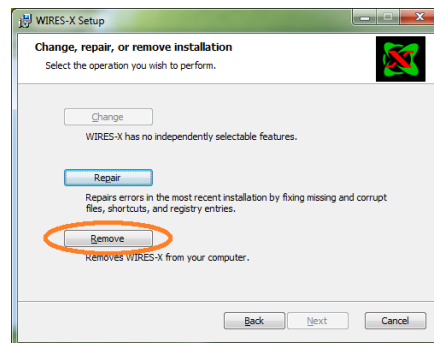 WIRES-X Setup
Change, repair, or remove installation
Select the operation you wish to perform.
Change
WIRES-X has no independently selectable features.
Repair
Repairs errors in the most recent installation by fixing missing and corrupt
files, shortcuts, and registry entries.
Remove
Removes WIRES-X from your computer.
Back Next Cancel